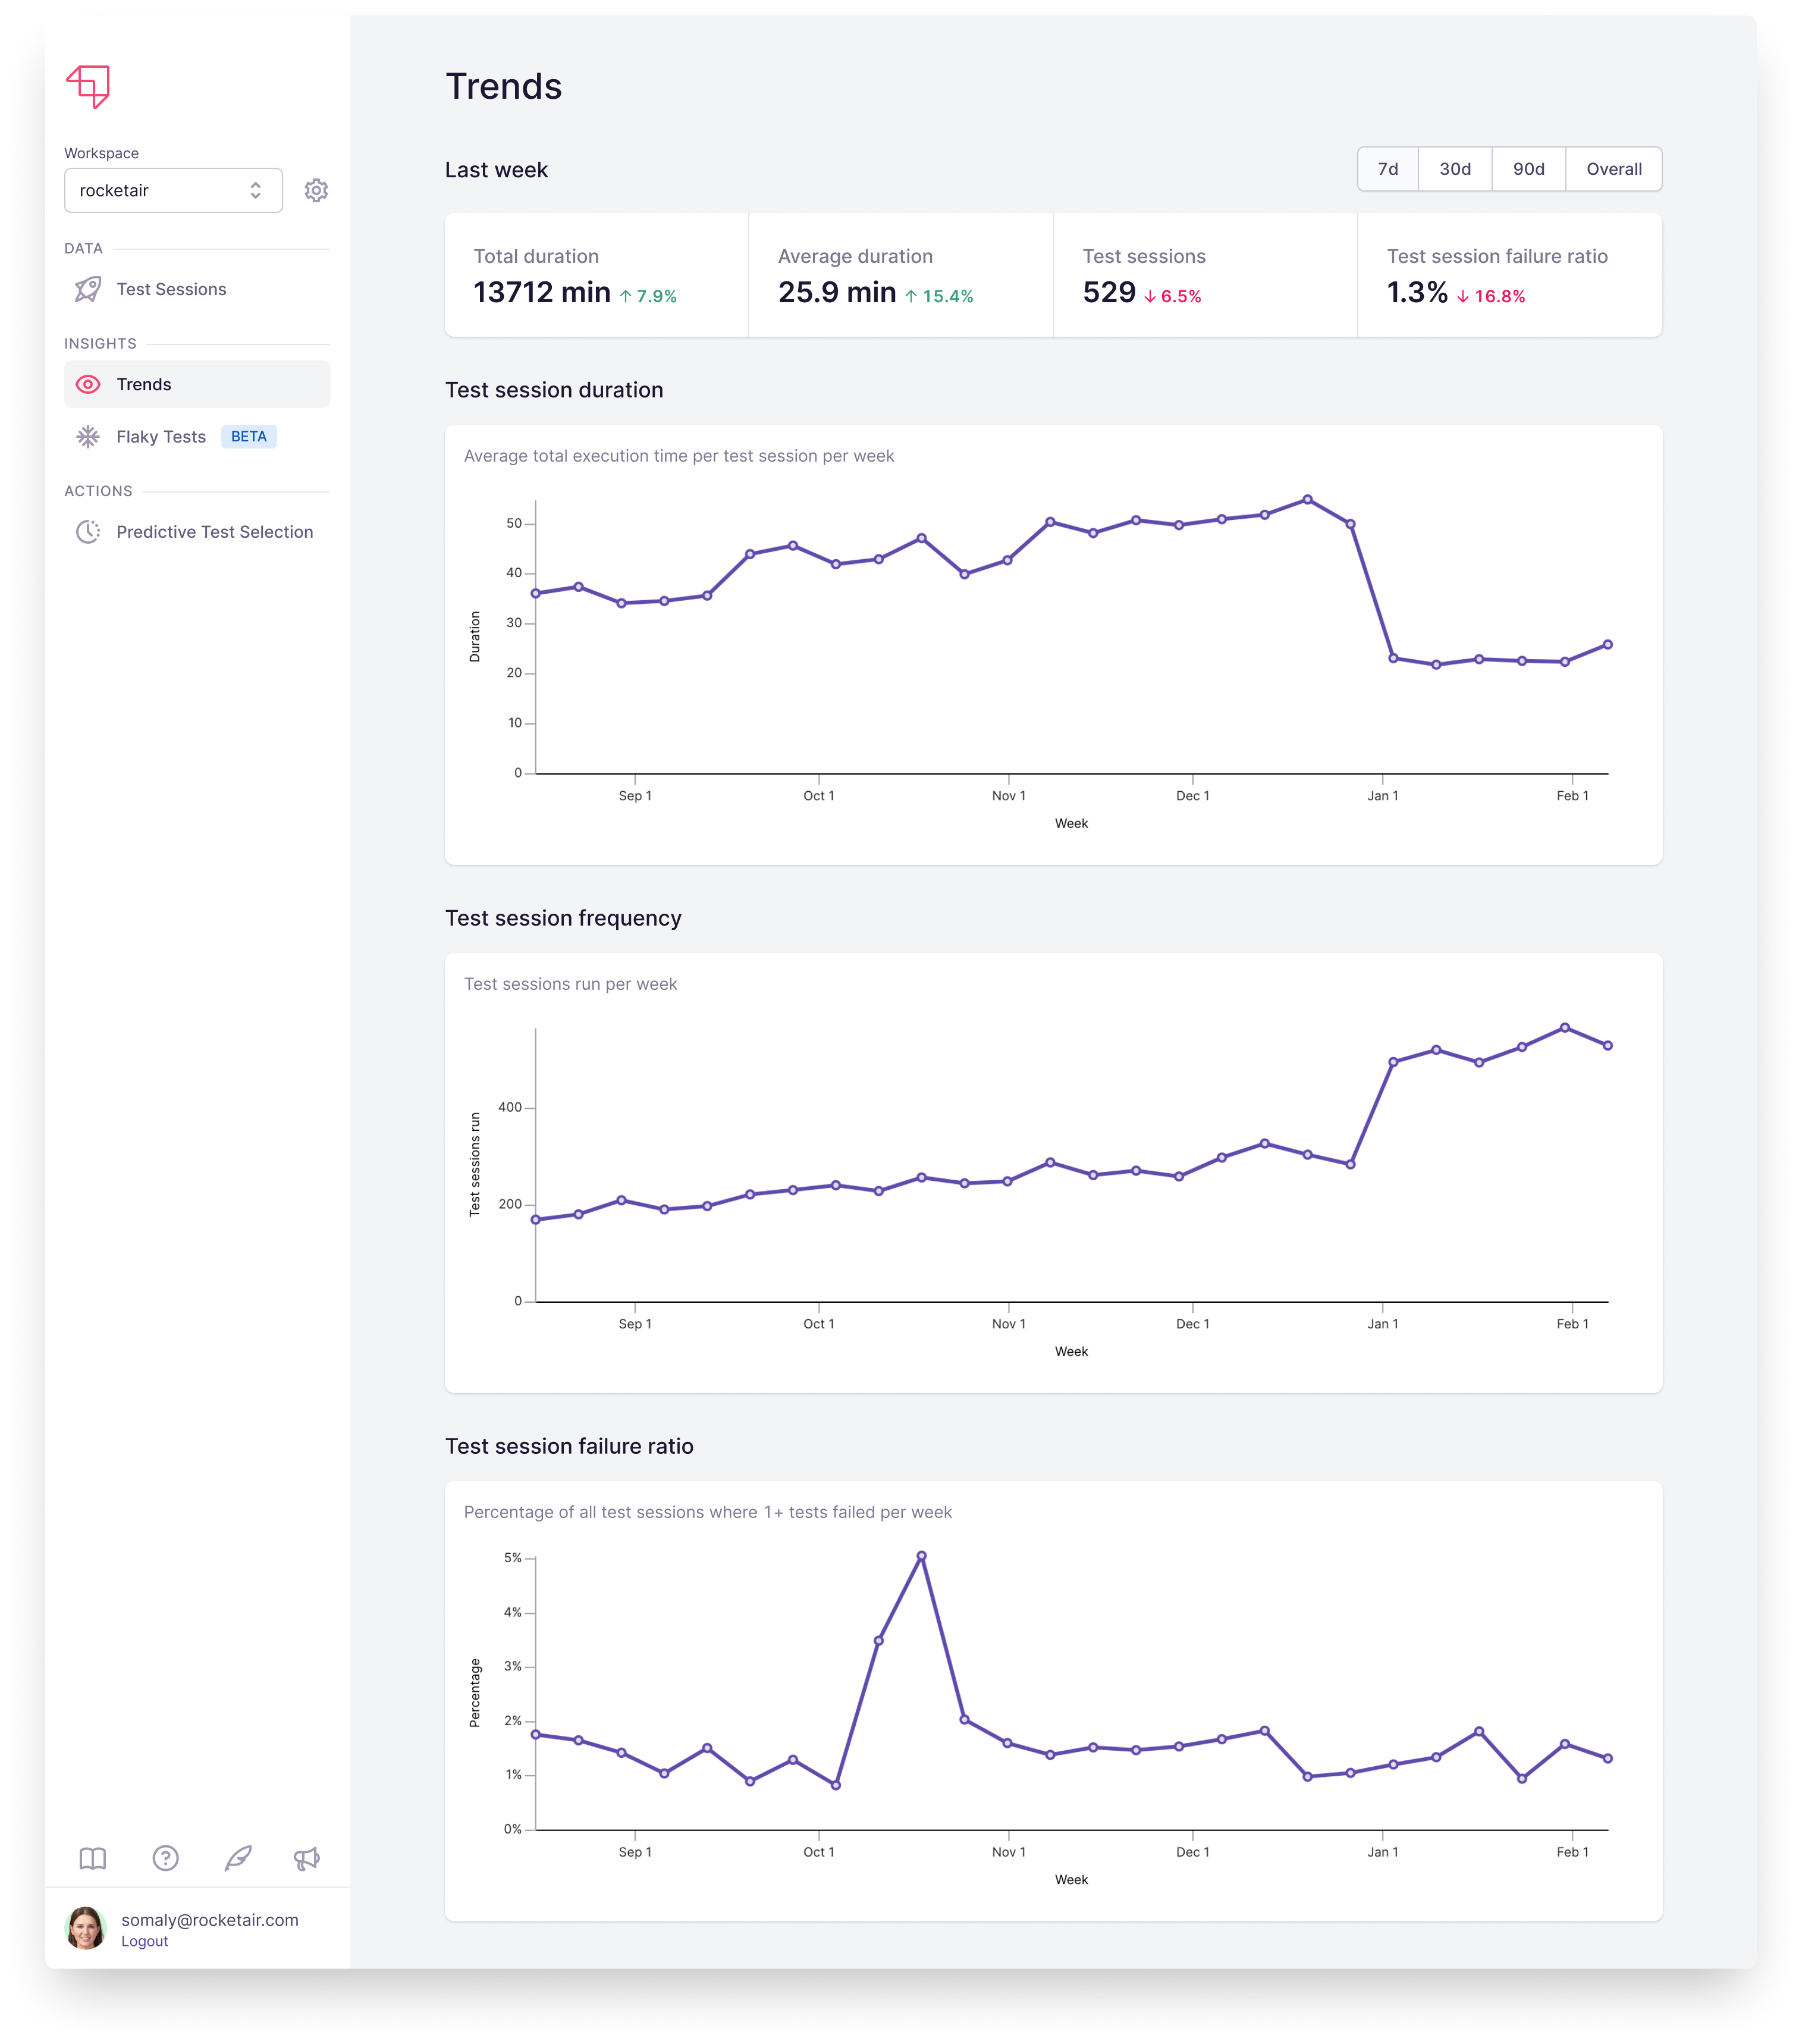 Workspace
rocketair
DATA
Test Sessions
INSIGHTS
Trends
Flaky Tests BETA
ACTIONS
Predictive Test Selection
somaly@rocketair.com
Logout
Trends
Last week
7d 30d 90d Overall
Total duration
13712 min ↑ 7.9%
Average duration
25.9 min ↑ 15.4%
Test sessions
529 ↓ 6.5%
Test session failure ratio
1.3% ↓ 16.8%
Test session duration
Average total execution time per test session per week
Duration
50
40
30
20
10
0
Sep 1 Oct 1 Nov 1 Dec 1 Jan 1 Feb 1
Week
Test session frequency
Test sessions run per week
Test sessions run
400
200
0
Sep 1 Oct 1 Nov 1 Dec 1 Jan 1 Feb 1
Week
Test session failure ratio
Percentage of all test sessions where 1+ tests failed per week
Percentage
5%
4%
3%
2%
1%
0%
Sep 1 Oct 1 Nov 1 Dec 1 Jan 1 Feb 1
Week